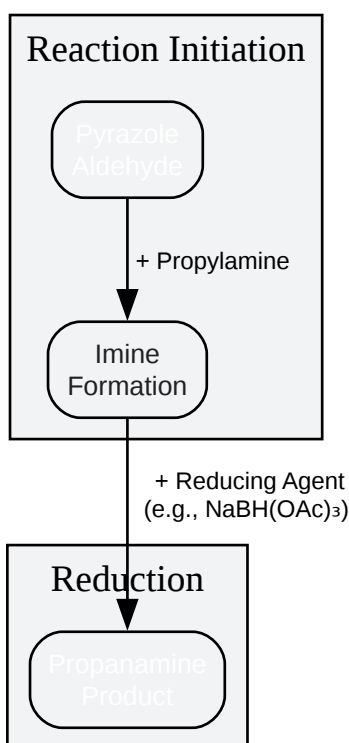 Reaction Initiation
Pyrazole
Aldehyde
+ Propylamine
Imine
Formation
+ Reducing Agent
(e.g., NaBH(OAc)₃)
Reduction
Propanamine
Product